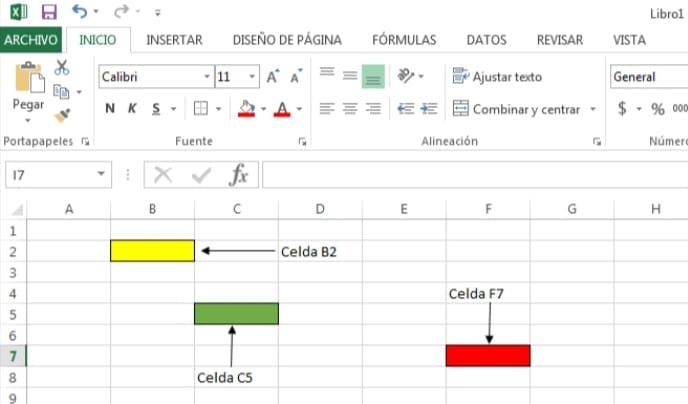 Libro1
ARCHIVO INICIO INSERTAR DISEÑO DE PÁGINA FÓRMULAS DATOS REVISAR VISTA
Pegar Calibri 11 A A Ajustar texto General
N K S A Combinar y centrar $ % 000
Portapapeles Fuente Alineación Número
I7 fx
A B C D E F G H
1
2 Celda B2
3
4 Celda F7
5
6
7
8 Celda C5
9